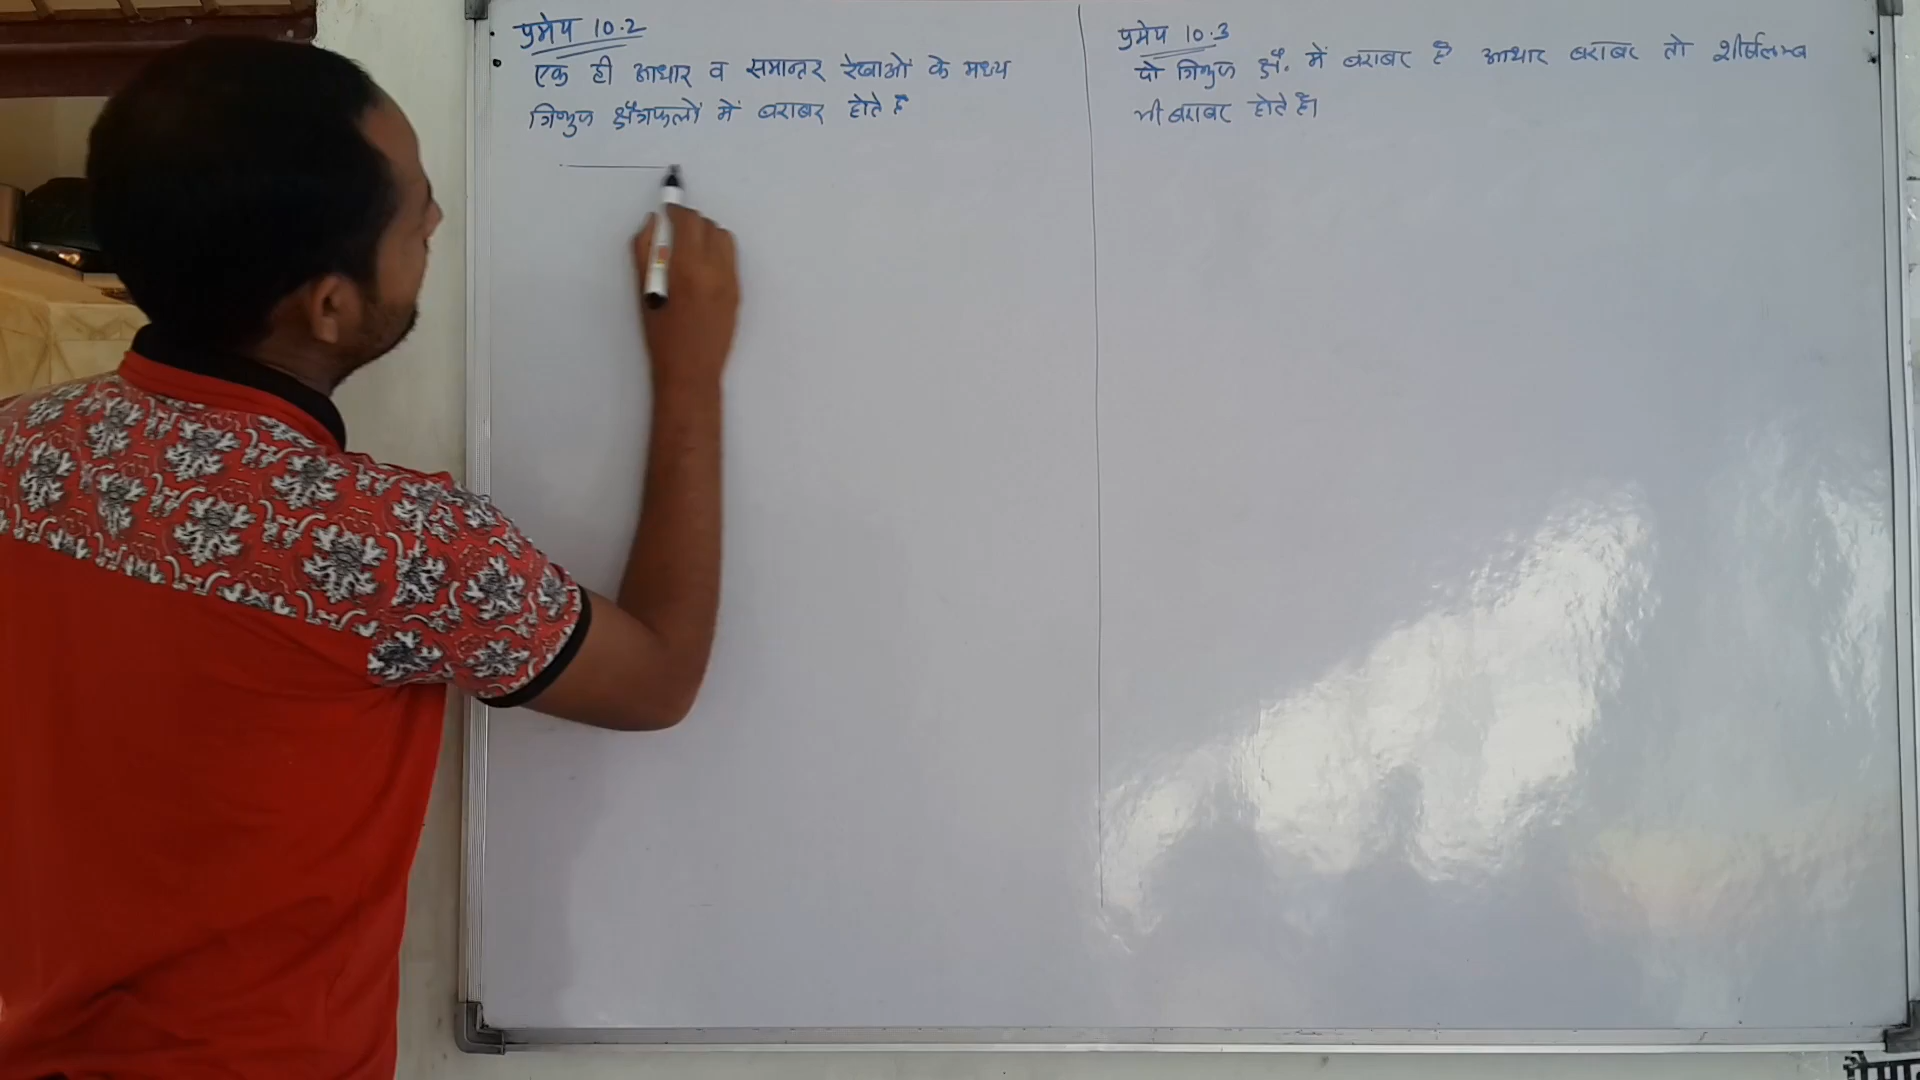 प्रमेय 10.2
एक ही आधार व समान्तर रेखाओं के मध्य
त्रिभुज क्षेत्रफलों में बराबर होते है
प्रमेय 10.3
दो त्रिभुज क्षै. में बराबर है आधार बराबर तो शीर्षलम्ब
भी बराबर होते है।